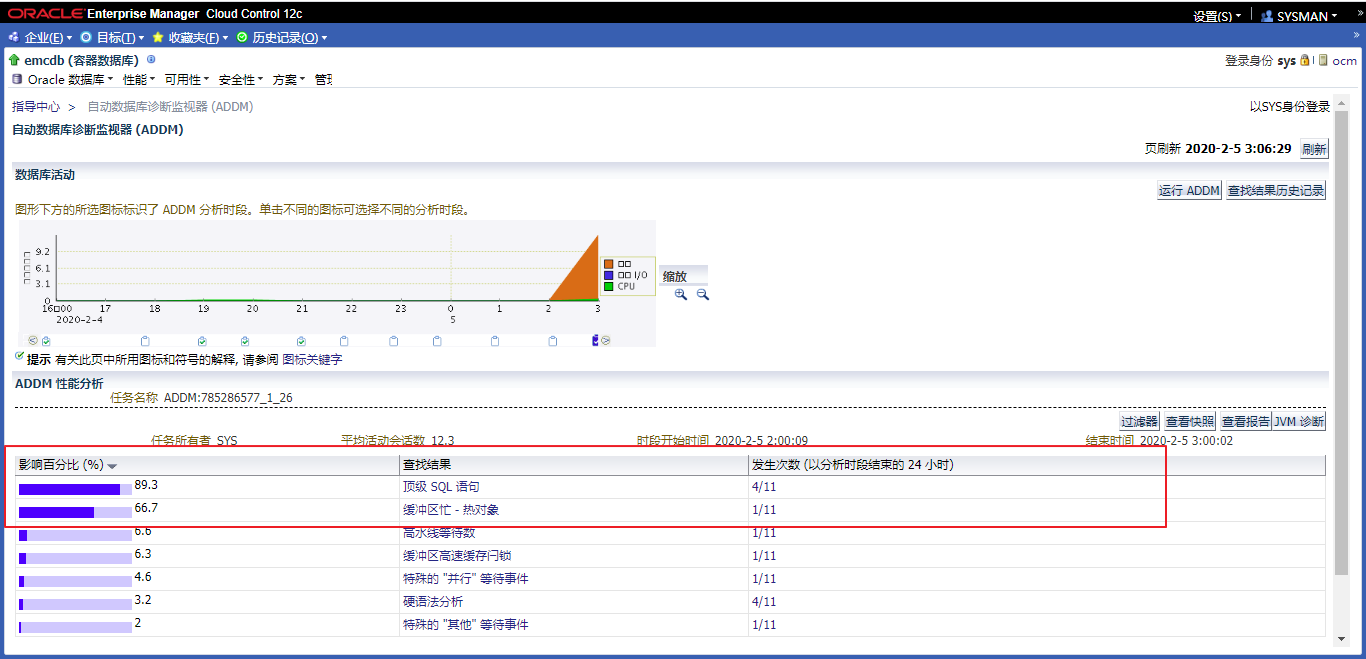 ORACLE Enterprise Manager Cloud Control 12c 设置(S) SYSMAN »
企业(E) 目标(T) 收藏夹(F) 历史记录(O) »
emcdb (容器数据库) 登录身份 sys ocm
Oracle 数据库 性能 可用性 安全性 方案 管理
指导中心 > 自动数据库诊断监视器 (ADDM) 以SYS身份登录
自动数据库诊断监视器 (ADDM)
页刷新 2020-2-5 3:06:29 刷新
数据库活动
运行 ADDM 查找结果历史记录
图形下方的所选图标标识了 ADDM 分析时段。单击不同的图标可选择不同的分析时段。
9.2
6.1
3.1
0
□□
□□ I/O
CPU
缩放
16□00 17 18 19 20 21 22 23 0 1 2 3
2020-2-4 5
提示 有关此页中所用图标和符号的解释, 请参阅 图标关键字
ADDM 性能分析
任务名称 ADDM:785286577_1_26
过滤器 查看快照 查看报告 JVM 诊断
任务所有者 SYS 平均活动会话数 12.3 时段开始时间 2020-2-5 2:00:09 结束时间 2020-2-5 3:00:02
影响百分比 (%) 查找结果 发生次数 (以分析时段结束的 24 小时)
89.3 顶级 SQL 语句 4/11
66.7 缓冲区忙 - 热对象 1/11
6.6 高水线等待数 1/11
6.3 缓冲区高速缓存闩锁 1/11
4.6 特殊的 "并行" 等待事件 1/11
3.2 硬语法分析 4/11
2 特殊的 "其他" 等待事件 1/11